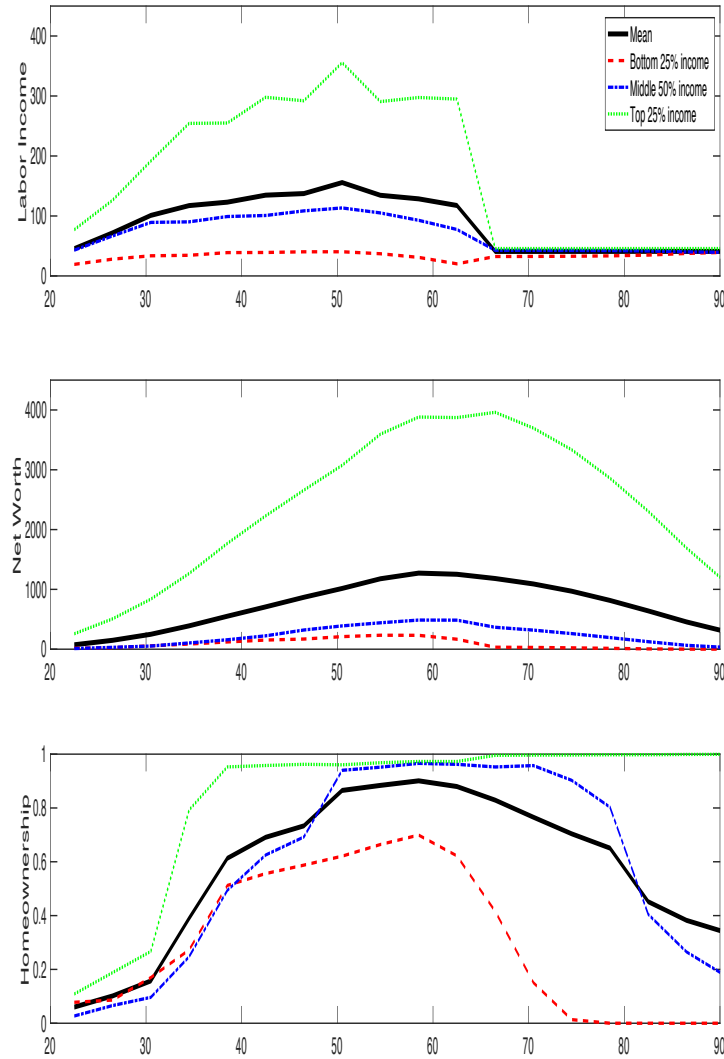 400
300
200
100
0
Labor Income
Mean
Bottom 25% income
Middle 50% income
Top 25% income
20 30 40 50 60 70 80 90
4000
3000
2000
1000
0
Net Worth
20 30 40 50 60 70 80 90
1
0.8
0.6
0.4
0.2
0
Homeownership
20 30 40 50 60 70 80 90